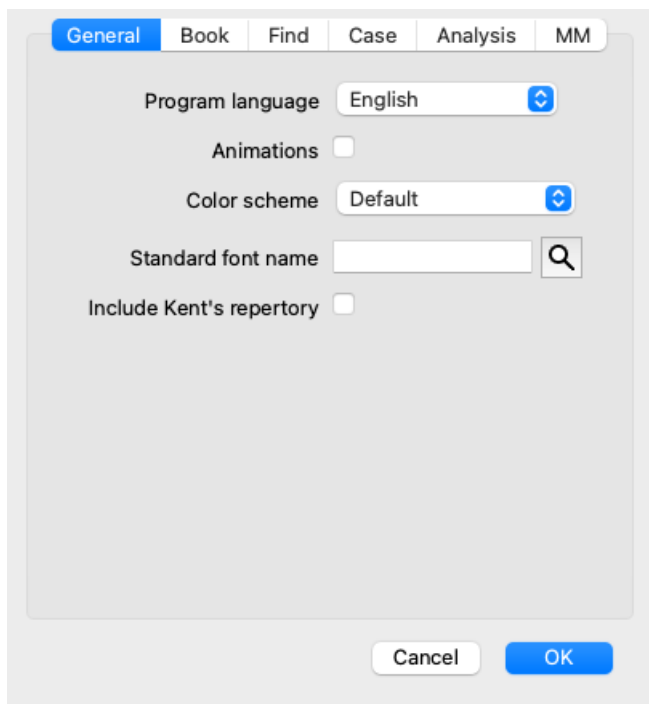 General Book Find Case Analysis MM
Program language English
Animations
Color scheme Default
Standard font name
Include Kent's repertory
Cancel OK